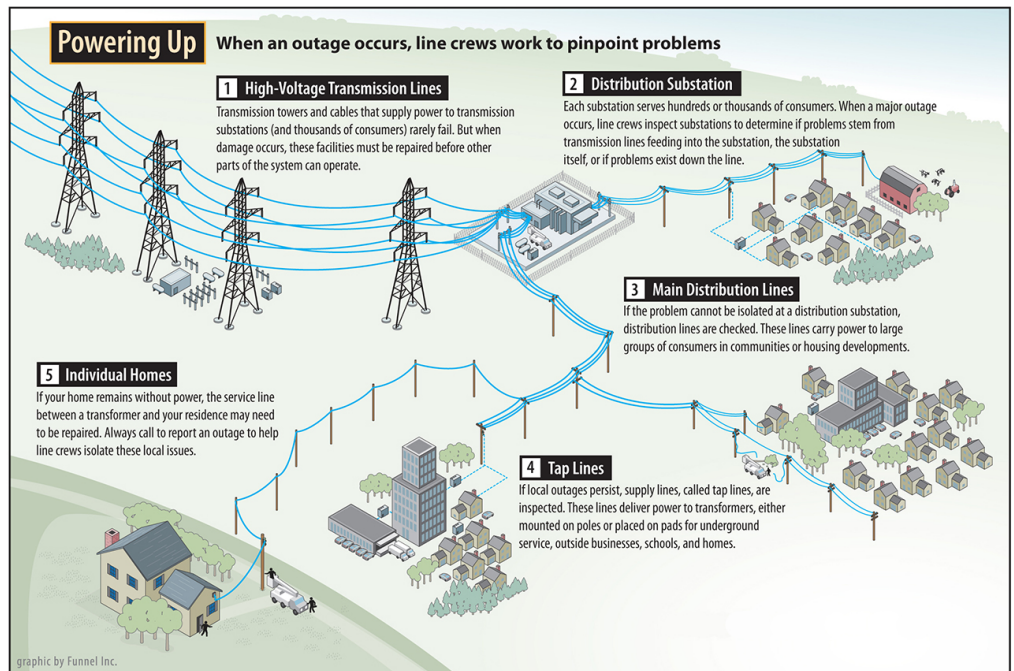 Powering Up
When an outage occurs, line crews work to pinpoint problems
1 High-Voltage Transmission Lines
Transmission towers and cables that supply power to transmission
substations (and thousands of consumers) rarely fail. But when
damage occurs, these facilities must be repaired before other
parts of the system can operate.
2 Distribution Substation
Each substation serves hundreds or thousands of consumers. When a major outage
occurs, line crews inspect substations to determine if problems stem from
transmission lines feeding into the substation, the substation
itself, or if problems exist down the line.
3 Main Distribution Lines
If the problem cannot be isolated at a distribution substation,
distribution lines are checked. These lines carry power to large
groups of consumers in communities or housing developments.
4 Tap Lines
If local outages persist, supply lines, called tap lines, are
inspected. These lines deliver power to transformers, either
mounted on poles or placed on pads for underground
service, outside businesses, schools, and homes.
5 Individual Homes
If your home remains without power, the service line
between a transformer and your residence may need
to be repaired. Always call to report an outage to help
line crews isolate these local issues.
graphic by Funnel Inc.